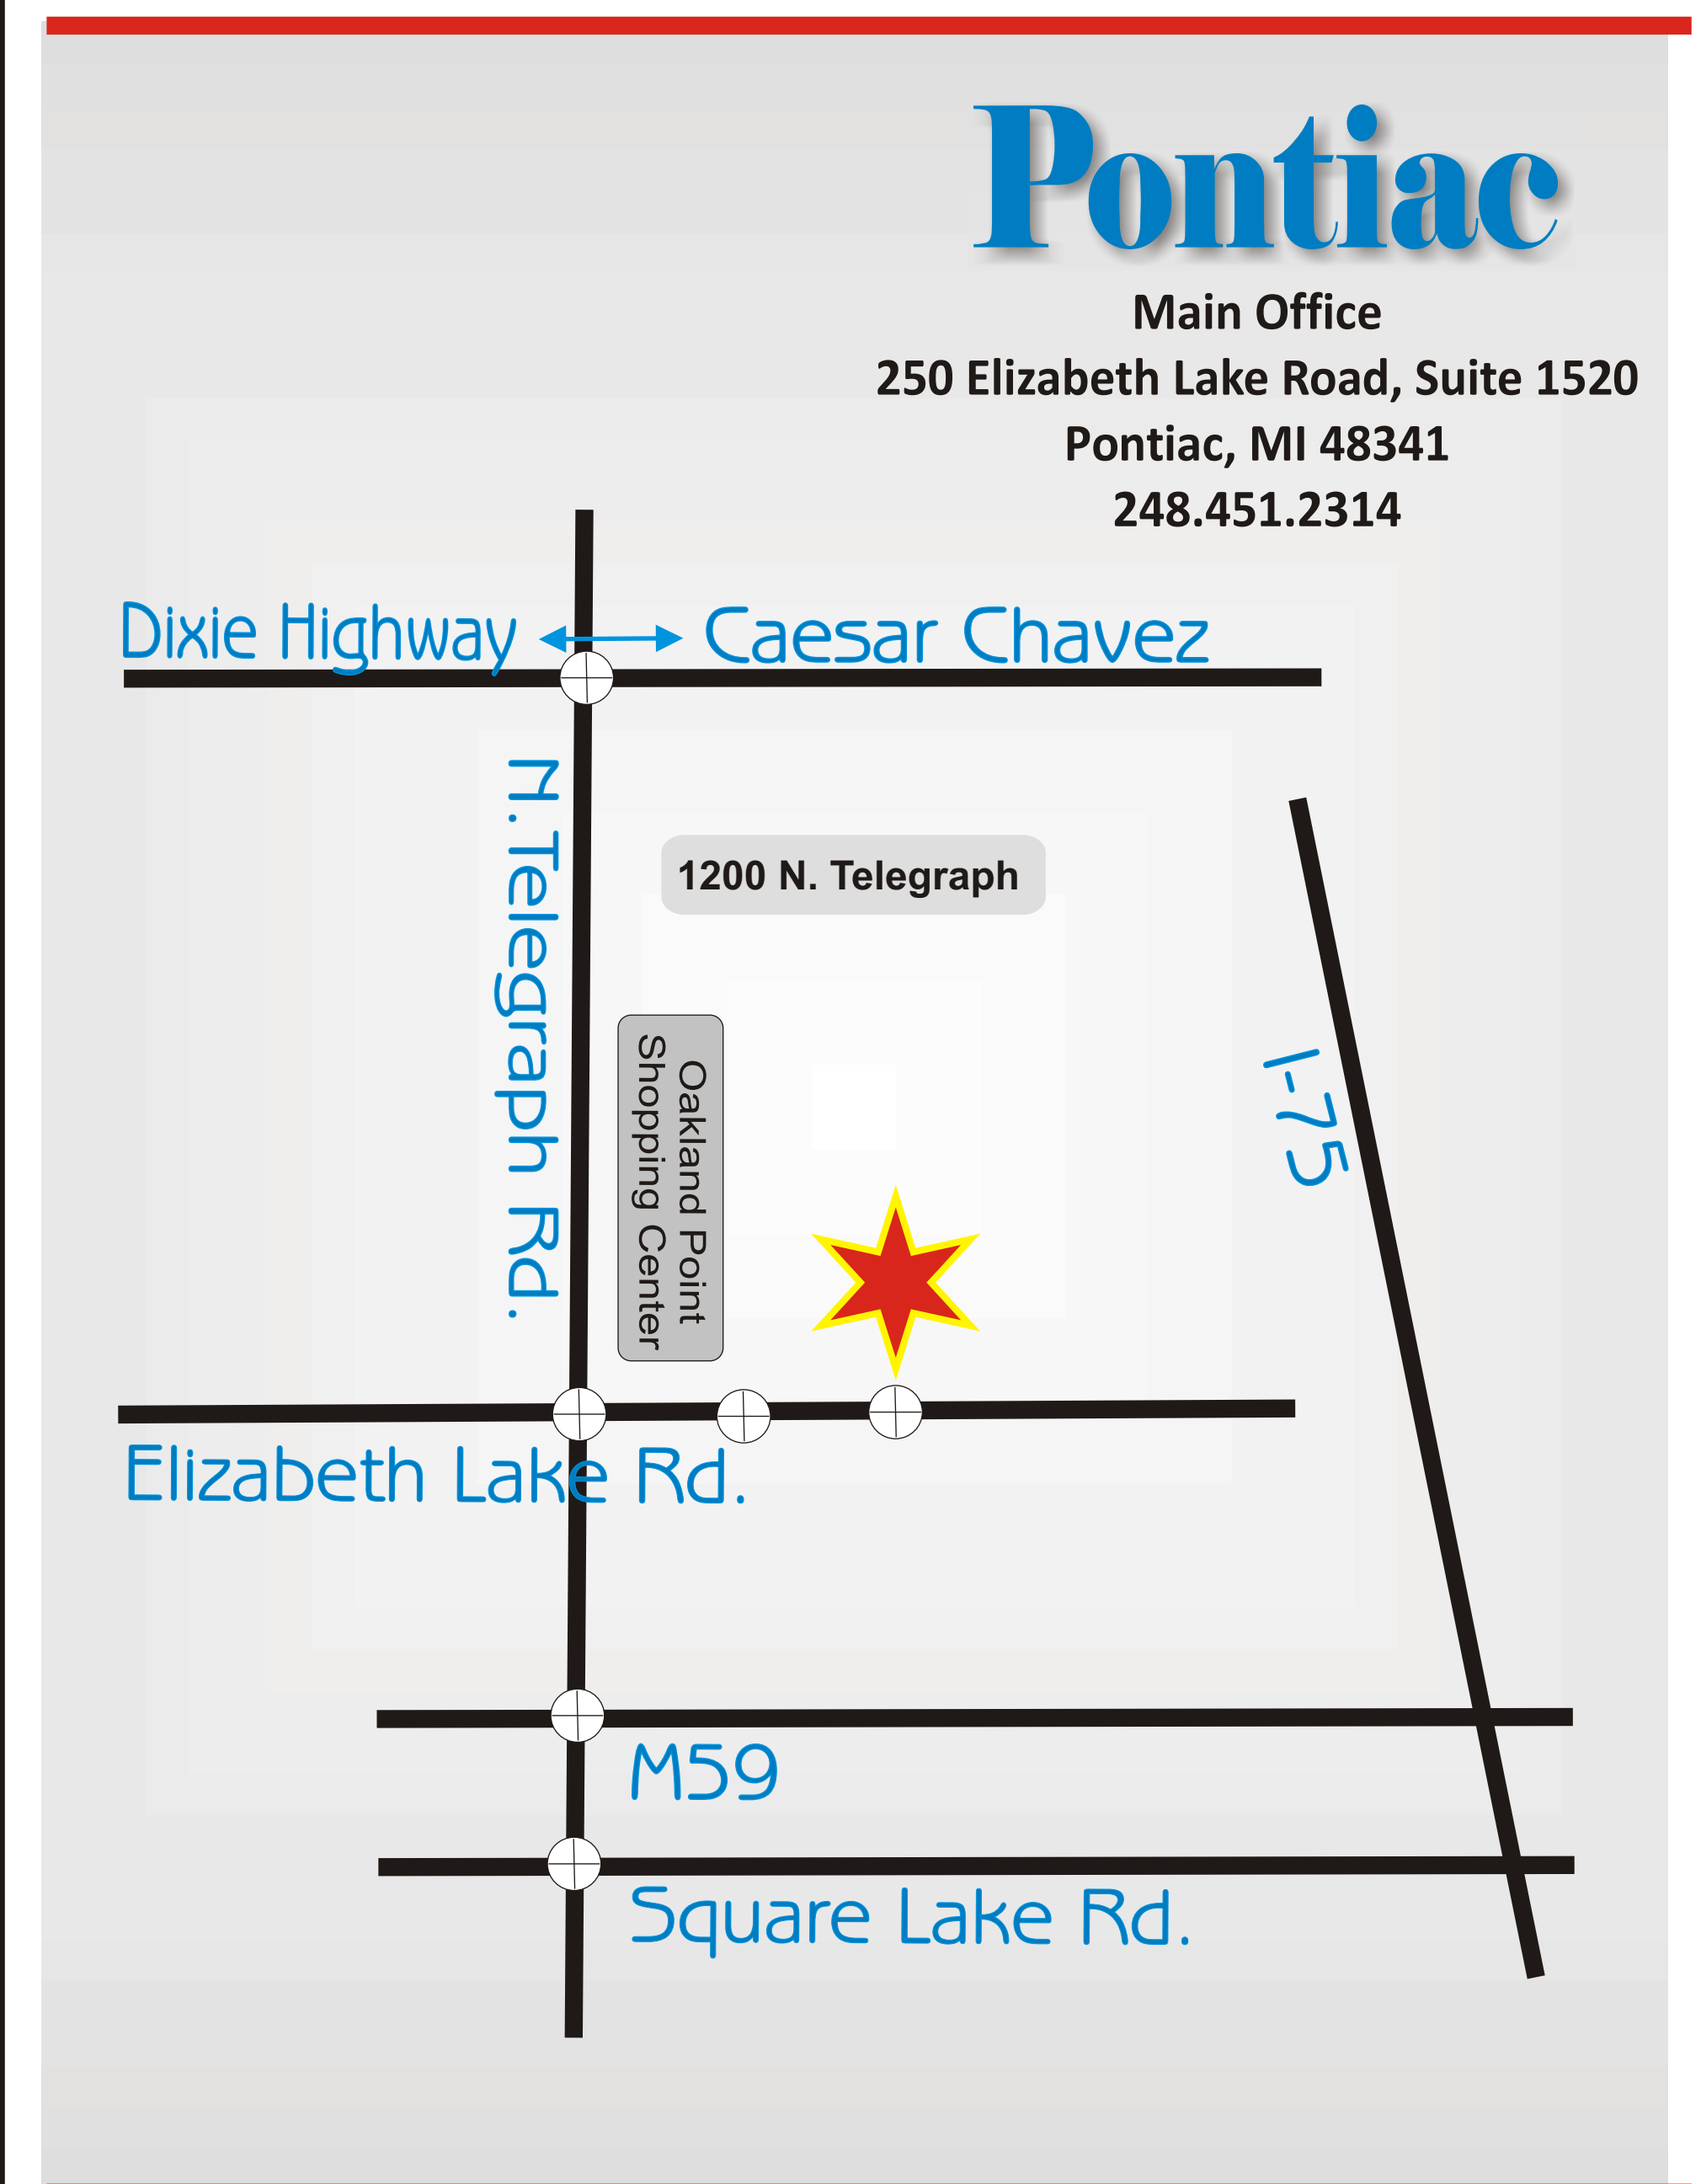 Pontiac
Main Office
250 Elizabeth Lake Road, Suite 1520
Pontiac, MI 48341
248.451.2314
Dixie Highway
Caesar Chavez
N. Telegraph Rd.
1200 N. Telegraph
Oakland Point
Shopping Center
I-75
Elizabeth Lake Rd.
M59
Square Lake Rd.